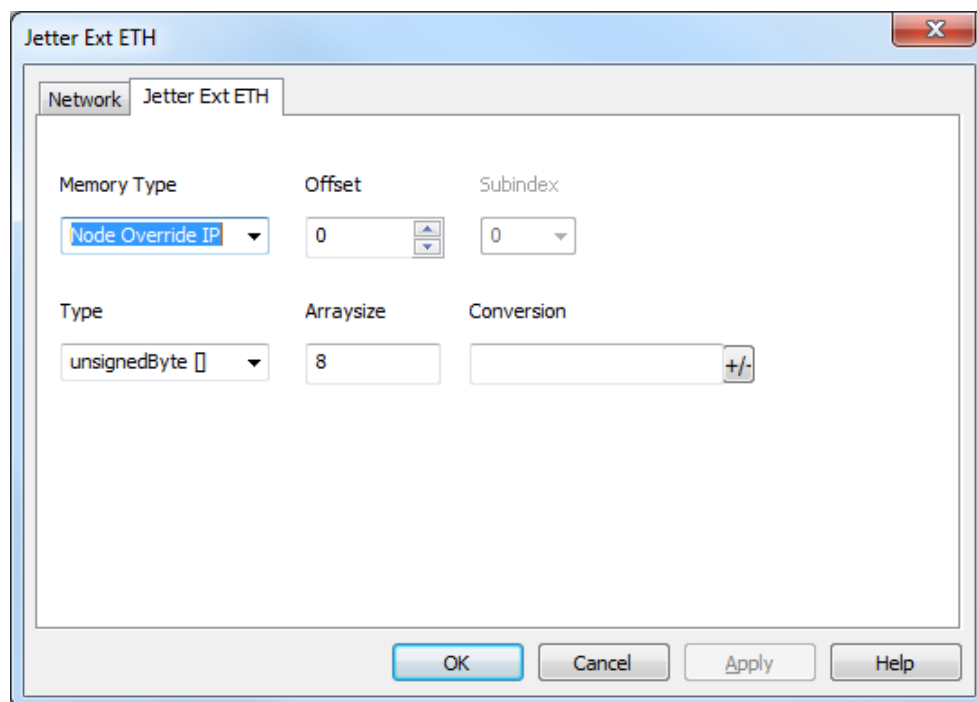 Jetter Ext ETH
Network Jetter Ext ETH
Memory Type Offset Subindex
Node Override IP 0 0
Type Arraysize Conversion
unsignedByte [] 8 +/-
OK Cancel Apply Help